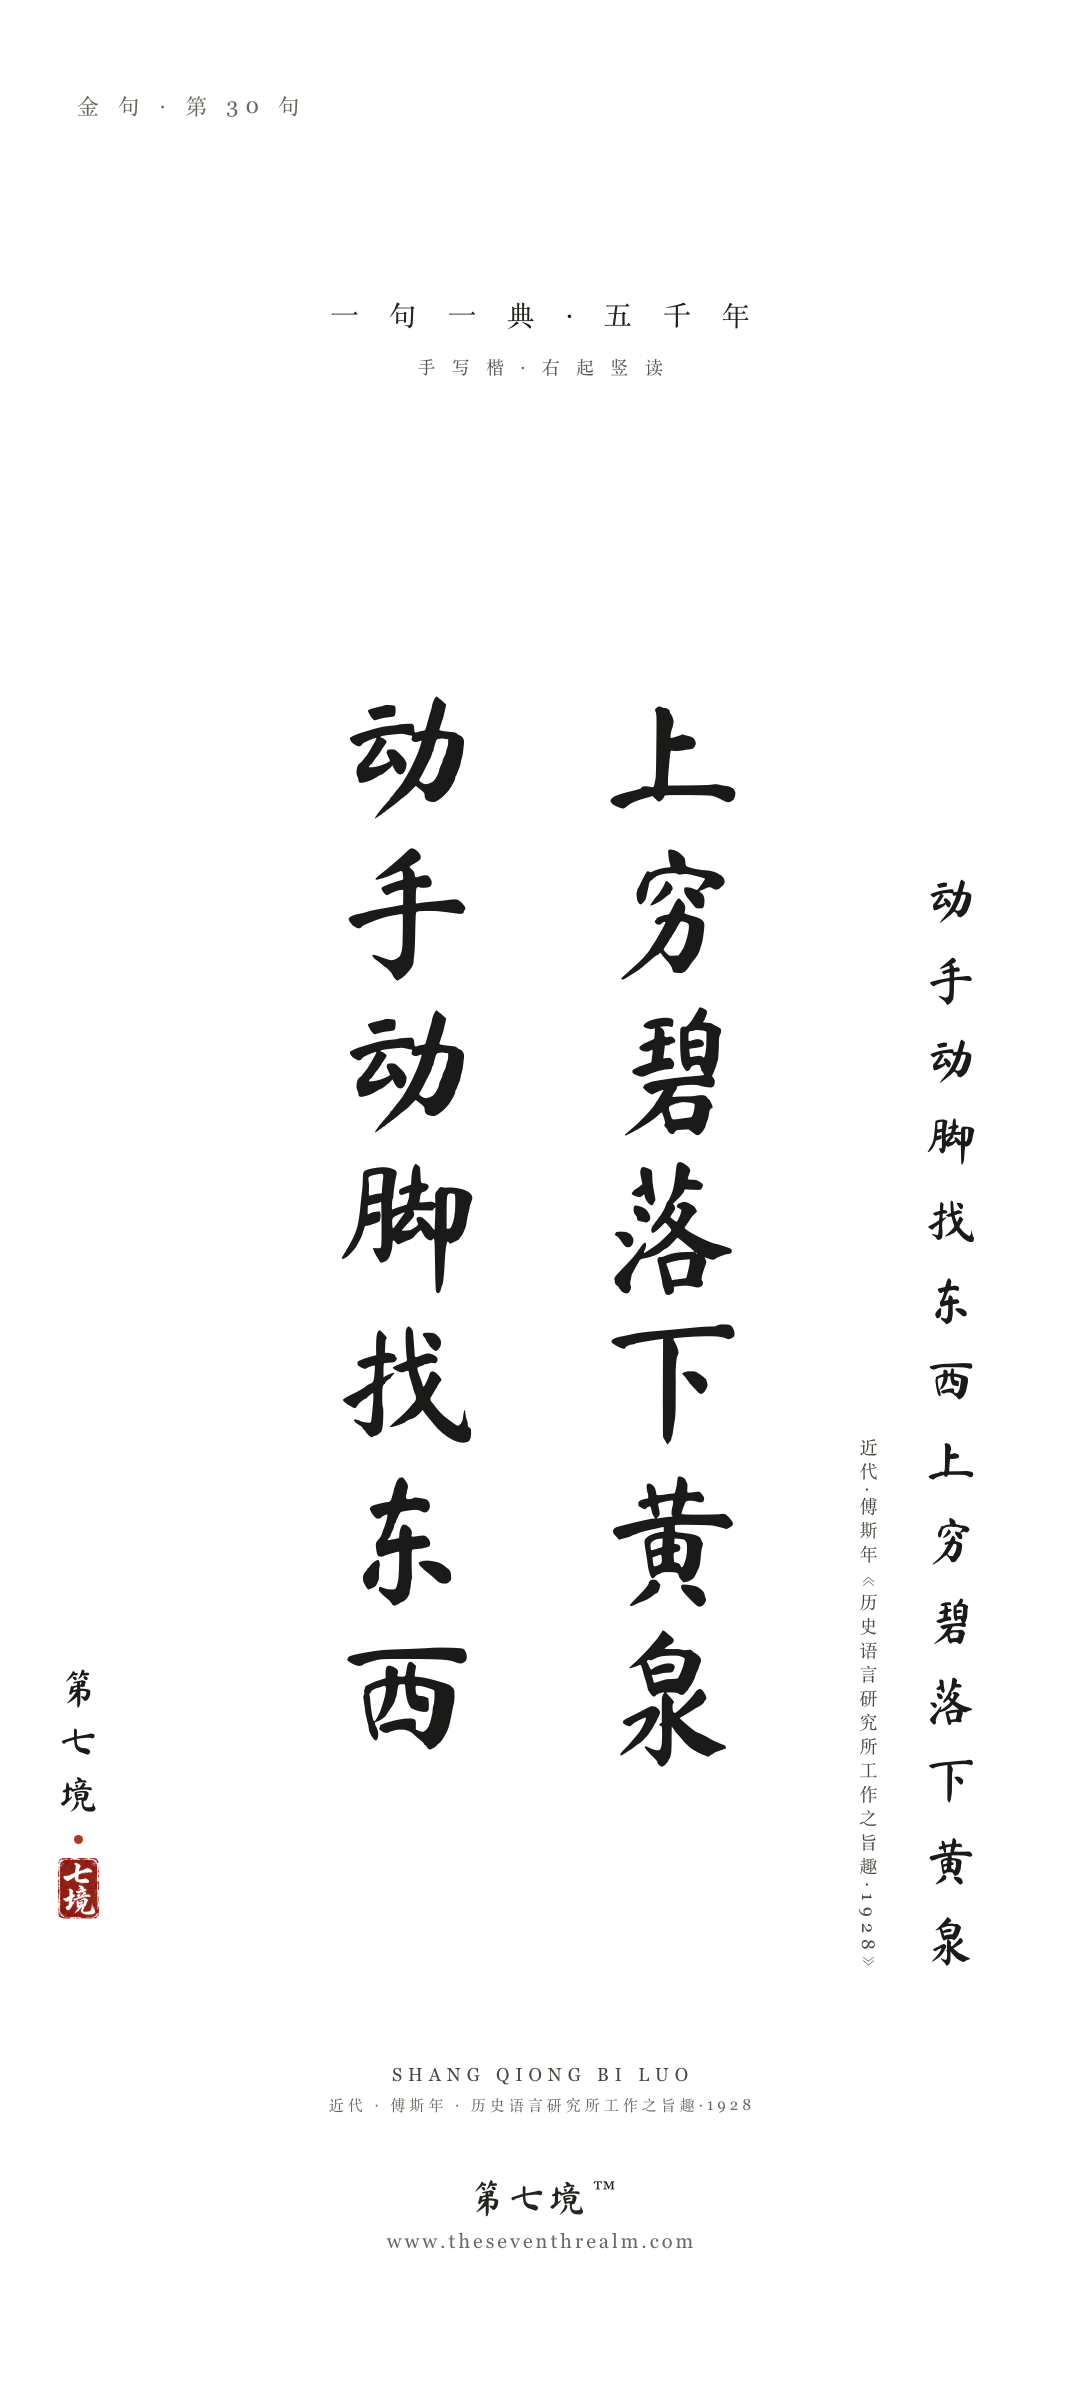 金句·第30句
一句一典·五千年
手写楷·右起竖读
动手动脚找东西上穷碧落下黄泉
近代·傅斯年《历史语言研究所工作之旨趣·1928》
上穷碧落下黄泉
动手动脚找东西
第七境
七境
SHANG QIONG BI LUO
近代 · 傅斯年 · 历史语言研究所工作之旨趣·1928
第七境™
www.theseventhrealm.com